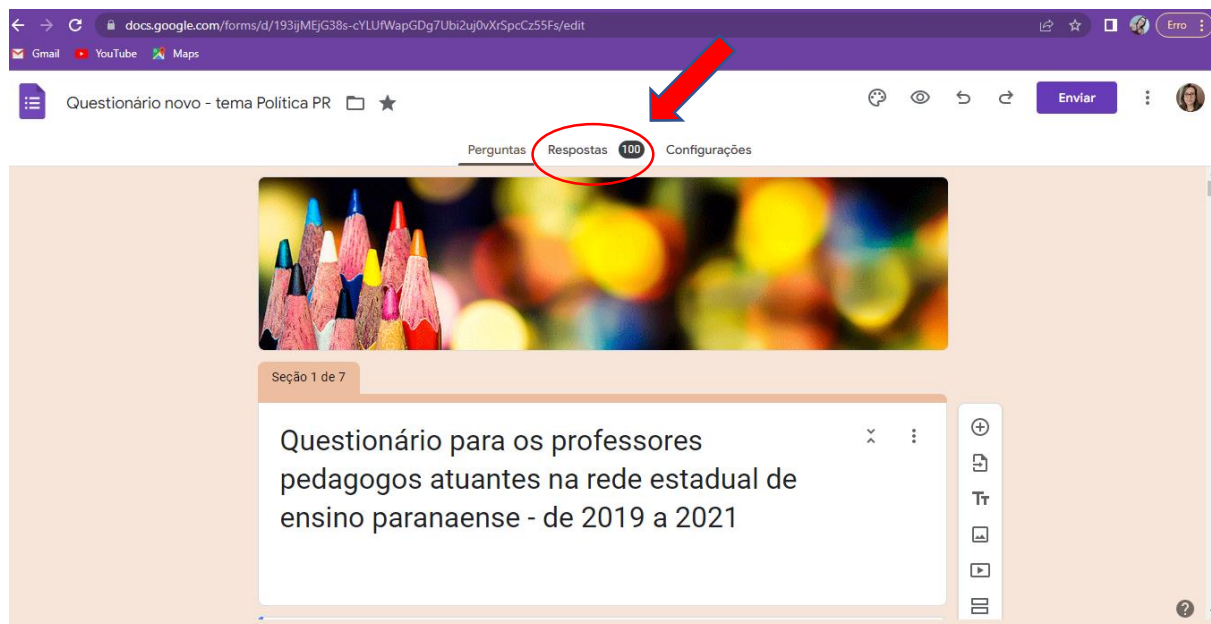 docs.google.com/forms/d/193ijMEjG38s-cYLUfWapGDg7Ubi2uj0vXrSpcCz55Fs/edit
Erro
Gmail YouTube Maps
Questionário novo - tema Política PR
Enviar
Perguntas Respostas 100 Configurações
Seção 1 de 7
Questionário para os professores
pedagogos atuantes na rede estadual de
ensino paranaense - de 2019 a 2021
Tт